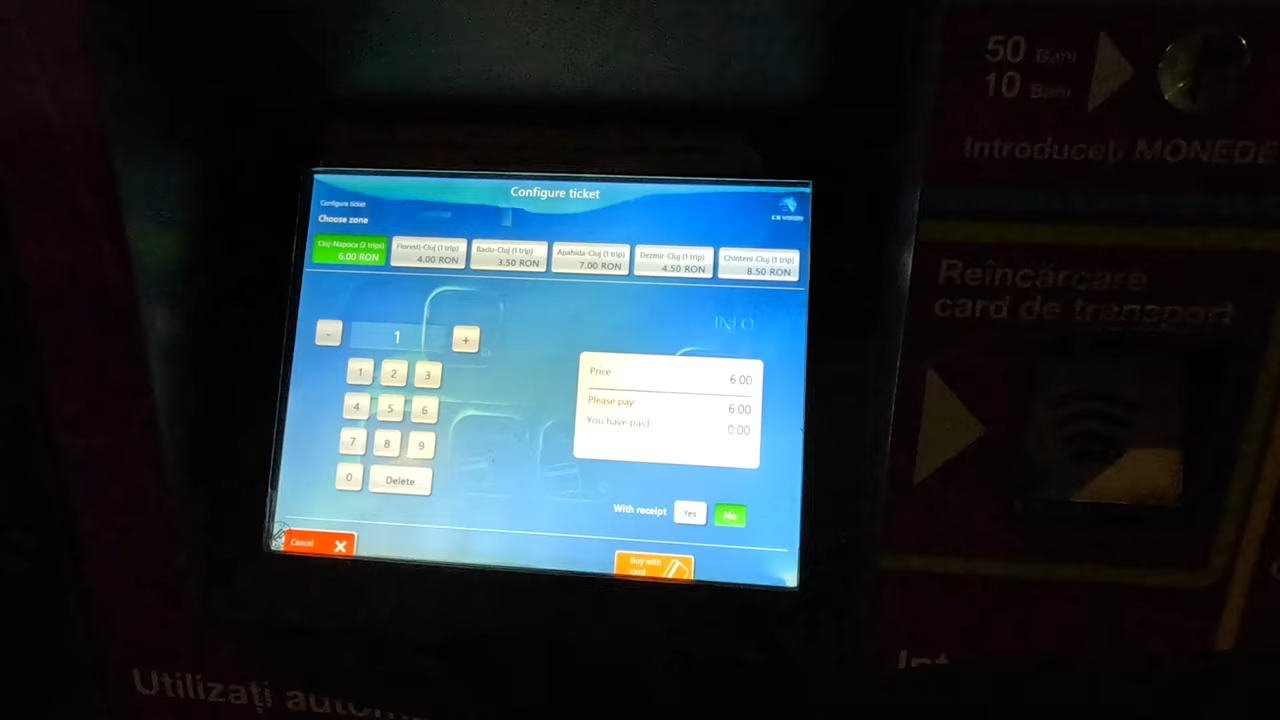 50 Bani
10 Bani
Introduceți MONEDE
Configure ticket
Configure ticket
Choose zone
CS VISION
Cluj-Napoca (2 trips)
6.00 RON
Floresti-Cluj (1 trip)
4.00 RON
Baciu-Cluj (1 trip)
3.50 RON
Apahida-Cluj (1 trip)
7.00 RON
Dezmir-Cluj (1 trip)
4.50 RON
Chinteni-Cluj (1 trip)
8.50 RON
Reîncărcare
card de transport
INFO
- 1 +
1 2 3
4 5 6
7 8 9
0 Delete
Price 6.00
Please pay 6.00
You have paid 0.00
With receipt Yes No
Cancel X
Buy with
card
Utilizați